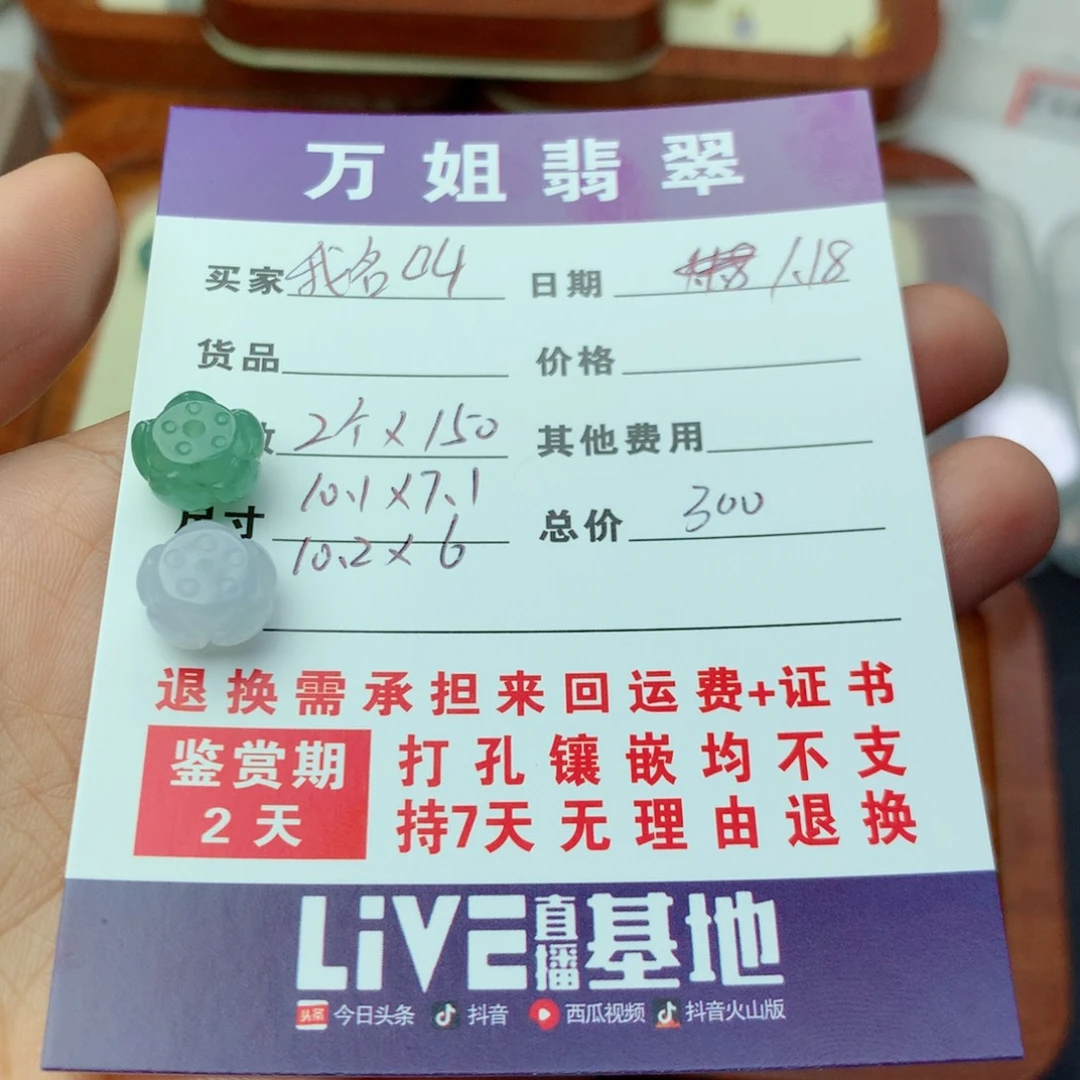 万姐翡翠
买家 我名04 日期 1.18
货品 价格
数 2个×150 其他费用
尺寸 10.1×7.1 总价 300
10.2×6
退换需承担来回运费+证书
鉴赏期 打孔镶嵌均不支
2天 持7天无理由退换
LiVE直播基地
头条 今日头条 抖音 西瓜视频 抖音火山版